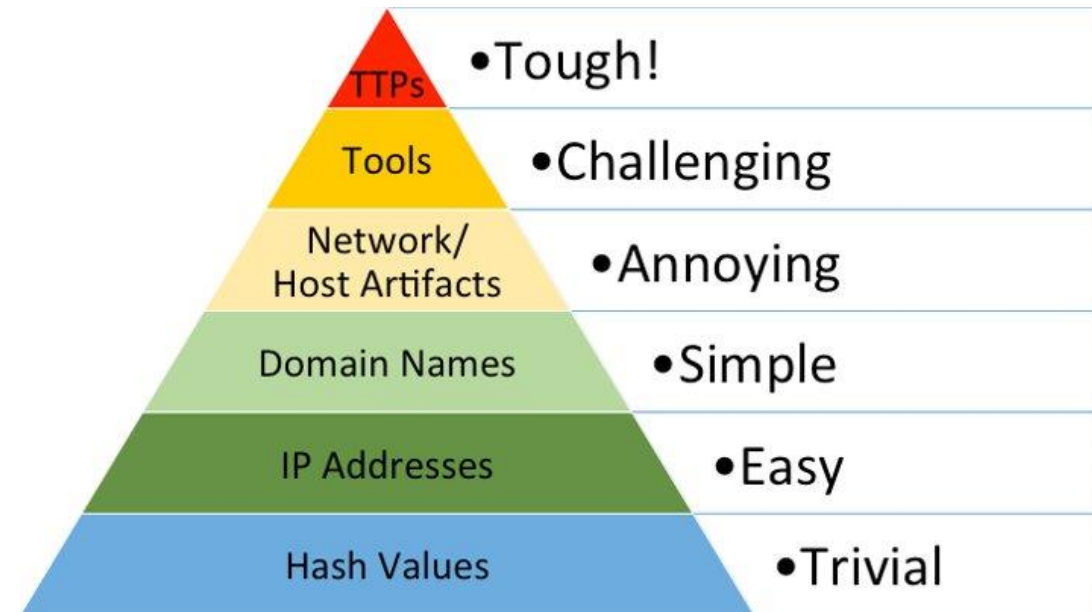 TTPs
•Tough!
Tools
•Challenging
Network/
Host Artifacts
•Annoying
Domain Names
•Simple
IP Addresses
•Easy
Hash Values
•Trivial